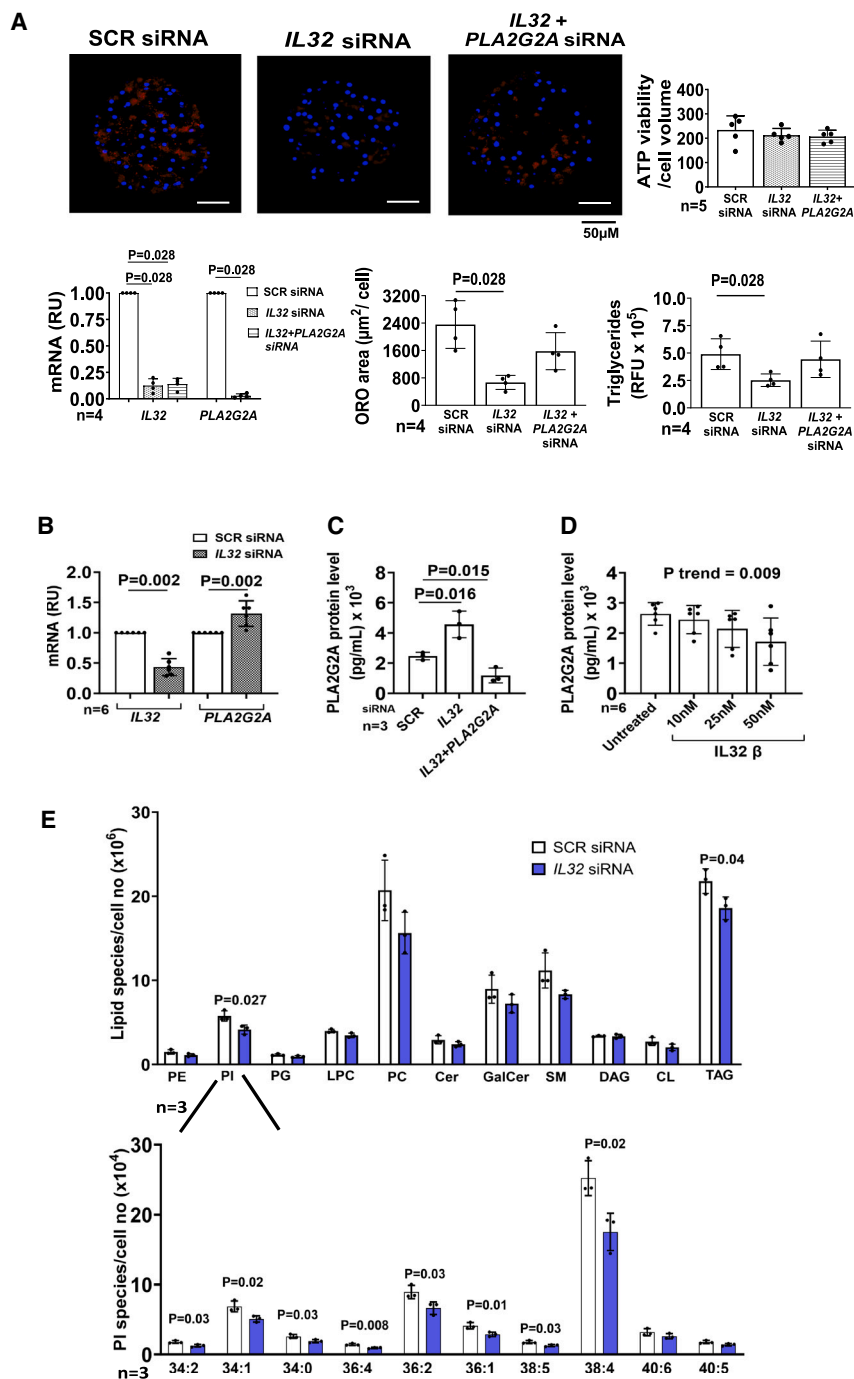 A
SCR siRNA
IL32 siRNA
IL32 +
PLA2G2A siRNA
50µM
ATP viability
/cell volume
400
300
200
100
0
n=5
SCR
siRNA
IL32
siRNA
IL32+
PLA2G2A
mRNA (RU)
1.00
0.75
0.50
0.25
0.00
P=0.028
P=0.028
P=0.028
SCR siRNA
IL32 siRNA
IL32+PLA2G2A
siRNA
n=4
IL32
PLA2G2A
ORO area (µm²/ cell)
3200
2400
1600
800
0
P=0.028
n=4
SCR
siRNA
IL32 siRNA
IL32 +
PLA2G2A
siRNA
Triglycerides
(RFU x 10⁵)
10.0
7.5
5.0
2.5
0.0
P=0.028
n=4
SCR
siRNA
IL32 siRNA
IL32 +
PLA2G2A
siRNA
B
SCR siRNA
IL32 siRNA
mRNA (RU)
2.0
1.5
1.0
0.5
0.0
P=0.002
P=0.002
n=6
IL32
PLA2G2A
C
PLA2G2A protein level
(pg/mL) x 10³
8
6
4
2
0
P=0.015
P=0.016
siRNA
n=3
SCR
IL32
IL32+PLA2G2A
D
PLA2G2A protein level
(pg/mL) x 10³
4
3
2
1
0
P trend = 0.009
n=6
Untreated
10nM
25nM
50nM
IL32 β
E
Lipid species/cell no (x10⁶)
30
20
10
0
SCR siRNA
IL32 siRNA
P=0.027
P=0.04
PE
PI
PG
LPC
PC
Cer
GalCer
SM
DAG
CL
TAG
n=3
PI species/cell no (x10⁴)
30
20
10
0
P=0.03
P=0.02
P=0.03
P=0.008
P=0.03
P=0.01
P=0.03
P=0.02
n=3
34:2
34:1
34:0
36:4
36:2
36:1
38:5
38:4
40:6
40:5